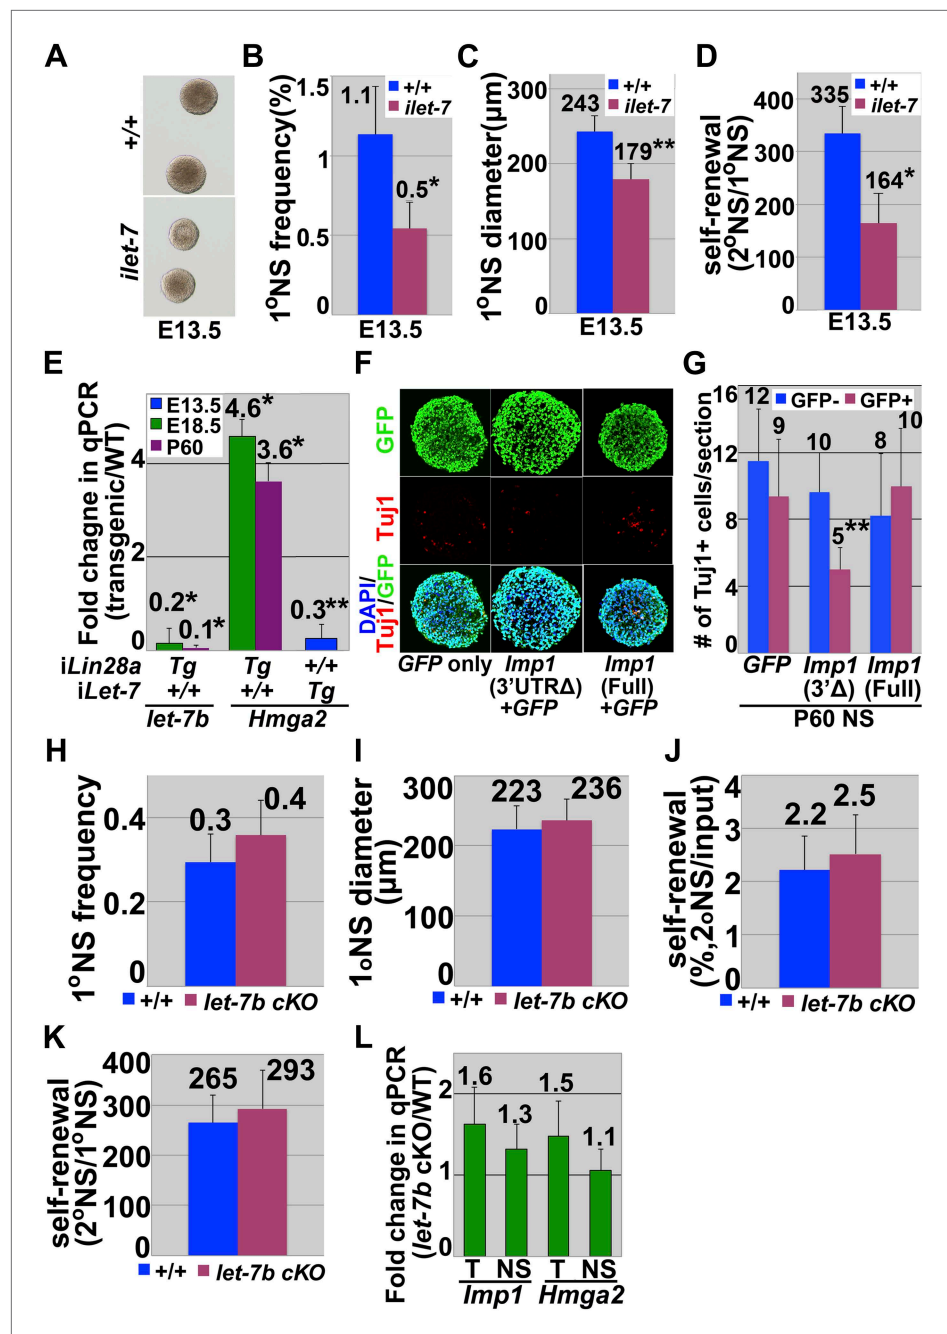 A
+/+
ilet-7
E13.5
B
1°NS frequency(%)
1.5
1
0.5
0
+/+
ilet-7
1.1
0.5*
E13.5
C
1°NS diameter(µm)
300
200
100
0
+/+
ilet-7
243
179**
E13.5
D
self-renewal
(2°NS/1°NS)
400
300
200
100
0
+/+
ilet-7
335
164*
E13.5
E
Fold chagne in qPCR
(transgenic/WT)
4
2
0
E13.5
E18.5
P60
4.6*
3.6*
0.2*
0.1*
0.3**
iLin28a Tg Tg +/+
iLet-7 +/+ +/+ Tg
let-7b Hmga2
F
GFP
Tuj1
DAPI/
Tuj1/GFP
GFP only
Imp1
(3'UTRΔ)
+GFP
Imp1
(Full)
+GFP
G
# of Tuj1+ cells/section
16
12
8
4
0
GFP-
GFP+
12
9
10
5**
8
10
GFP
Imp1
(3'Δ)
Imp1
(Full)
P60 NS
H
1°NS frequency
0.4
0.2
0
0.3
0.4
+/+
let-7b cKO
I
1oNS diameter
(µm)
300
200
100
0
223
236
+/+
let-7b cKO
J
self-renewal
(%,2oNS/input)
4
3
2
1
0
2.2
2.5
+/+
let-7b cKO
K
self-renewal
(2°NS/1°NS)
400
300
200
100
0
265
293
+/+
let-7b cKO
L
Fold change in qPCR
(let-7b cKO/WT)
2
1
0
1.6
1.3
1.5
1.1
T NS T NS
Imp1 Hmga2